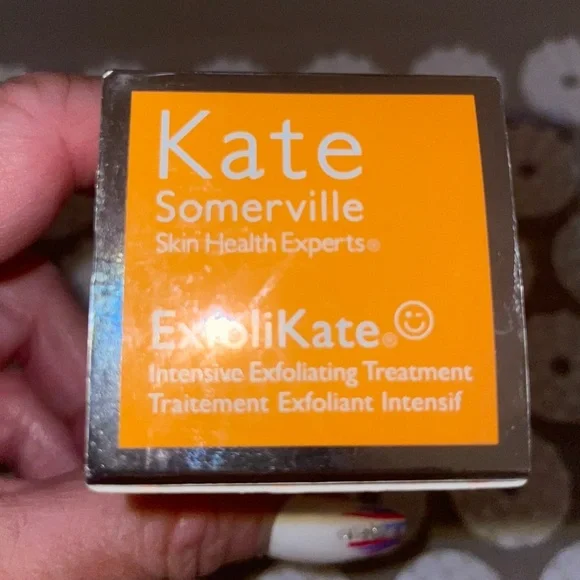 Kate
Somerville
Skin Health Experts®
ExfoliKate®
Intensive Exfoliating Treatment
Traitement Exfoliant Intensif